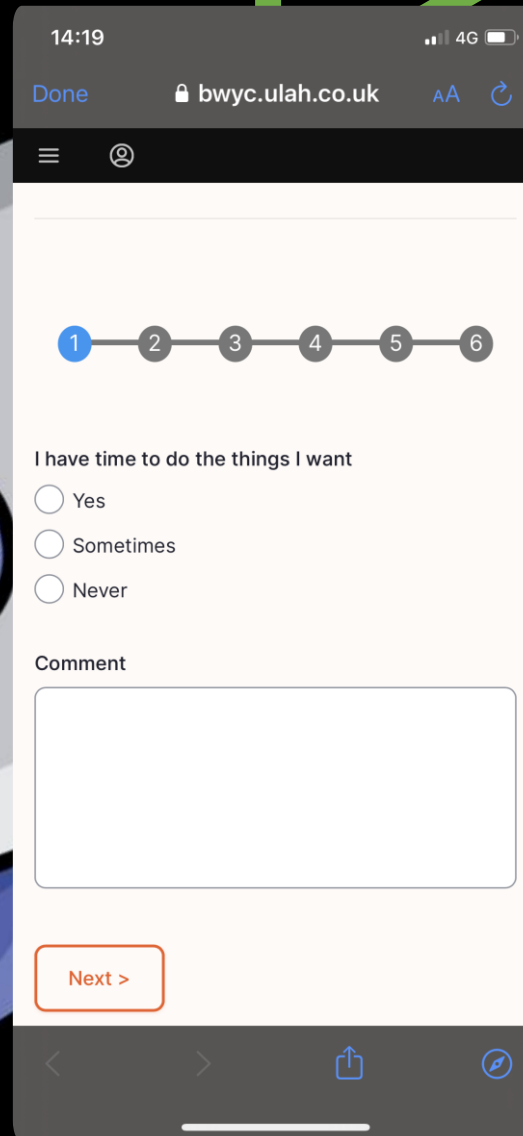 14:19
4G
Done
bwyc.ulah.co.uk
AA
1 2 3 4 5 6
I have time to do the things I want
Yes
Sometimes
Never
Comment
Next >